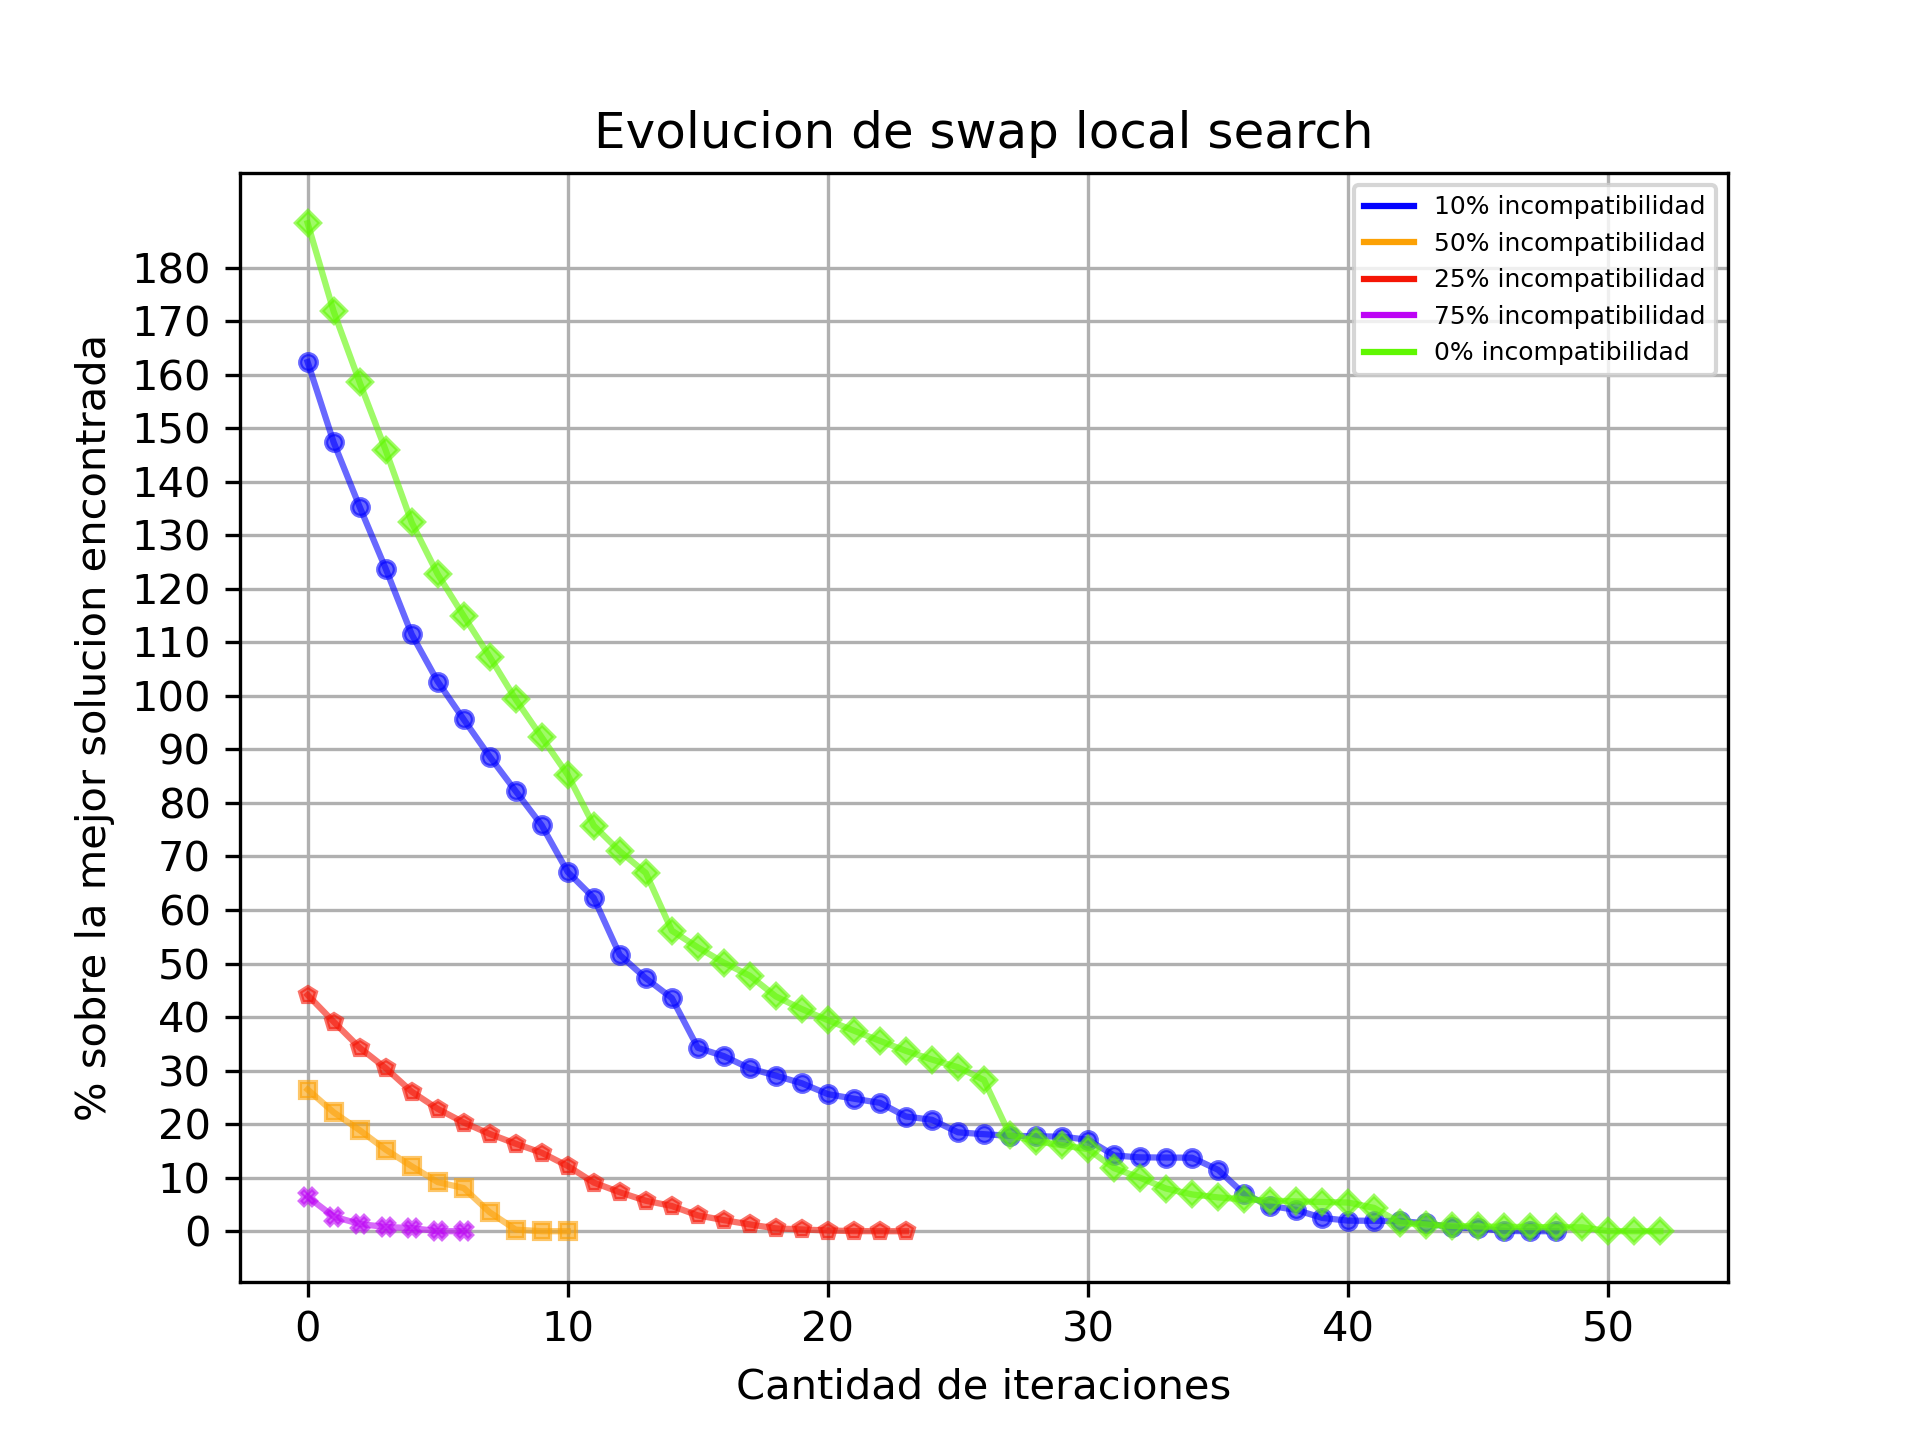 Evolucion de swap local search
10% incompatibilidad
50% incompatibilidad
25% incompatibilidad
75% incompatibilidad
0% incompatibilidad
% sobre la mejor solucion encontrada
180
170
160
150
140
130
120
110
100
90
80
70
60
50
40
30
20
10
0
0 10 20 30 40 50
Cantidad de iteraciones